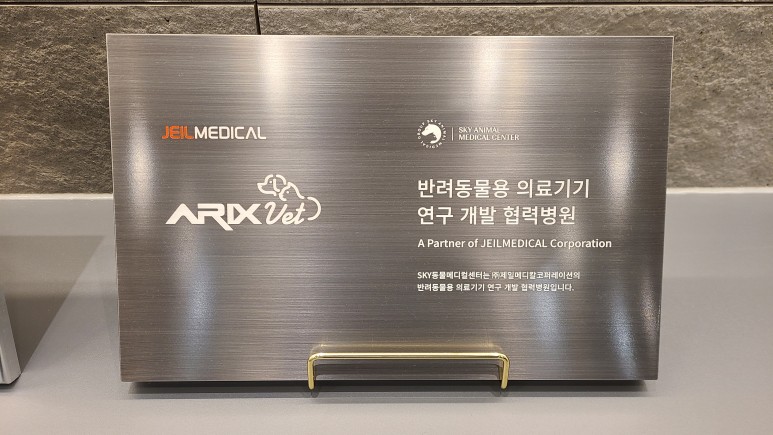 JEILMEDICAL
ARIX Vet
SKY ANIMAL
MEDICAL CENTER
반려동물용 의료기기
연구 개발 협력병원
A Partner of JEILMEDICAL Corporation
SKY동물메디컬센터는 ㈜제일메디칼코퍼레이션의
반려동물용 의료기기 연구 개발 협력병원입니다.